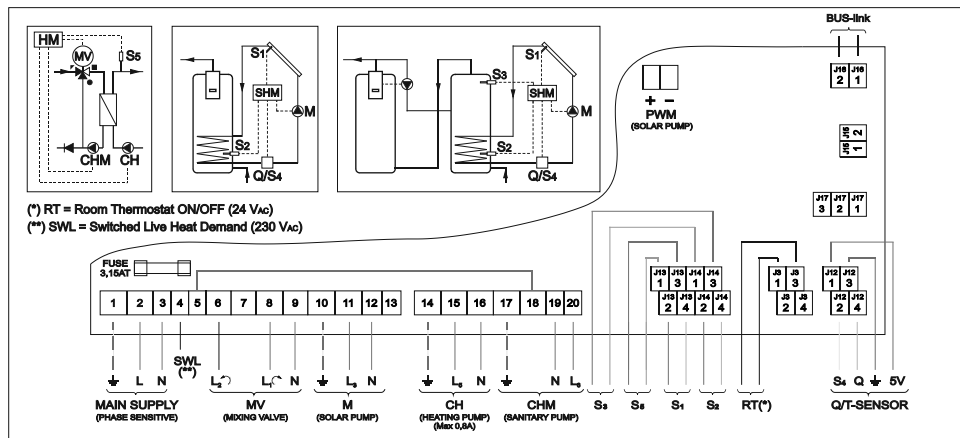 BUS-link
HM
MV
S5
CHM
CH
S1
SHM
M
S2
Q/S4
S1
S3
SHM
M
S2
Q/S4
+ −
PWM
(SOLAR PUMP)
J16 2
J16 1
J15 1
J15 2
J17 3
J17 2
J17 1
(*) RT = Room Thermostat ON/OFF (24 VAC)
(**) SWL = Switched Live Heat Demand (230 VAC)
FUSE
3,15AT
1 2 3 4 5 6 7 8 9 10 11 12 13
14 15 16 17 18 19 20
J13 1
J13 3
J14 1
J14 3
J13 2
J13 4
J14 2
J14 4
J3 1
J3 3
J3 2
J3 4
J12 1
J12 3
J12 2
J12 4
SWL
(**)
L N
L2 L1 N
L3 N
L5 N
N L6
S4 Q 5V
MAIN SUPPLY
(PHASE SENSITIVE)
MV
(MIXING VALVE)
M
(SOLAR PUMP)
CH
(HEATING PUMP)
(Max 0,8A)
CHM
(SANITARY PUMP)
S3
S5
S1
S2
RT(*)
Q/T-SENSOR